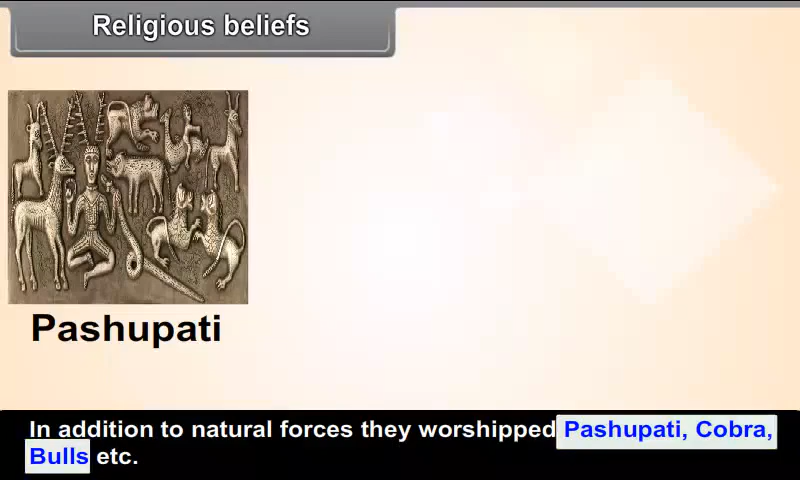 Religious beliefs
Pashupati
In addition to natural forces they worshipped Pashupati, Cobra,
Bulls etc.